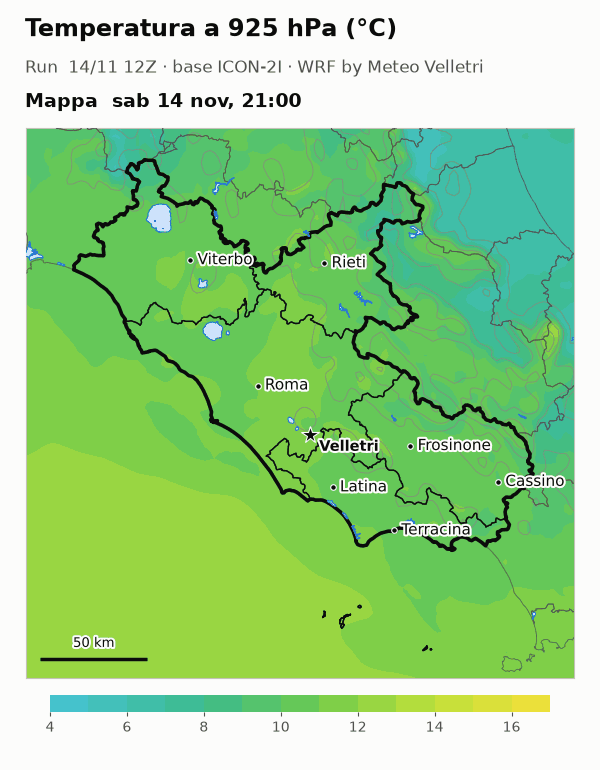 Temperatura a 925 hPa (°C)
Run  14/11 12Z · base ICON-2I · WRF by Meteo Velletri
Mappa  sab 14 nov, 21:00
Viterbo
Rieti
Roma
Velletri
Frosinone
Cassino
Latina
Terracina
50 km
4 6 8 10 12 14 16